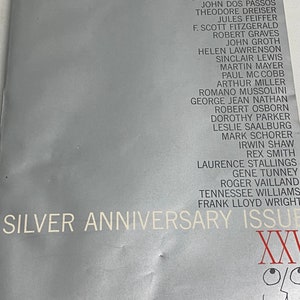 JOHN DOS PASSOS
THEODORE DREISER
JULES FEIFFER
F. SCOTT FITZGERALD
ROBERT GRAVES
JOHN GROTH
HELEN LAWRENSON
SINCLAIR LEWIS
MARTIN MAYER
PAUL MC COBB
ARTHUR MILLER
ROMANO MUSSOLINI
GEORGE JEAN NATHAN
ROBERT OSBORN
DOROTHY PARKER
LESLIE SAALBURG
MARK SCHORER
IRWIN SHAW
REX SMITH
LAURENCE STALLINGS
GENE TUNNEY
ROGER VAILLAND
TENNESSEE WILLIAMS
FRANK LLOYD WRIGHT
SILVER ANNIVERSARY ISSUE
XXV